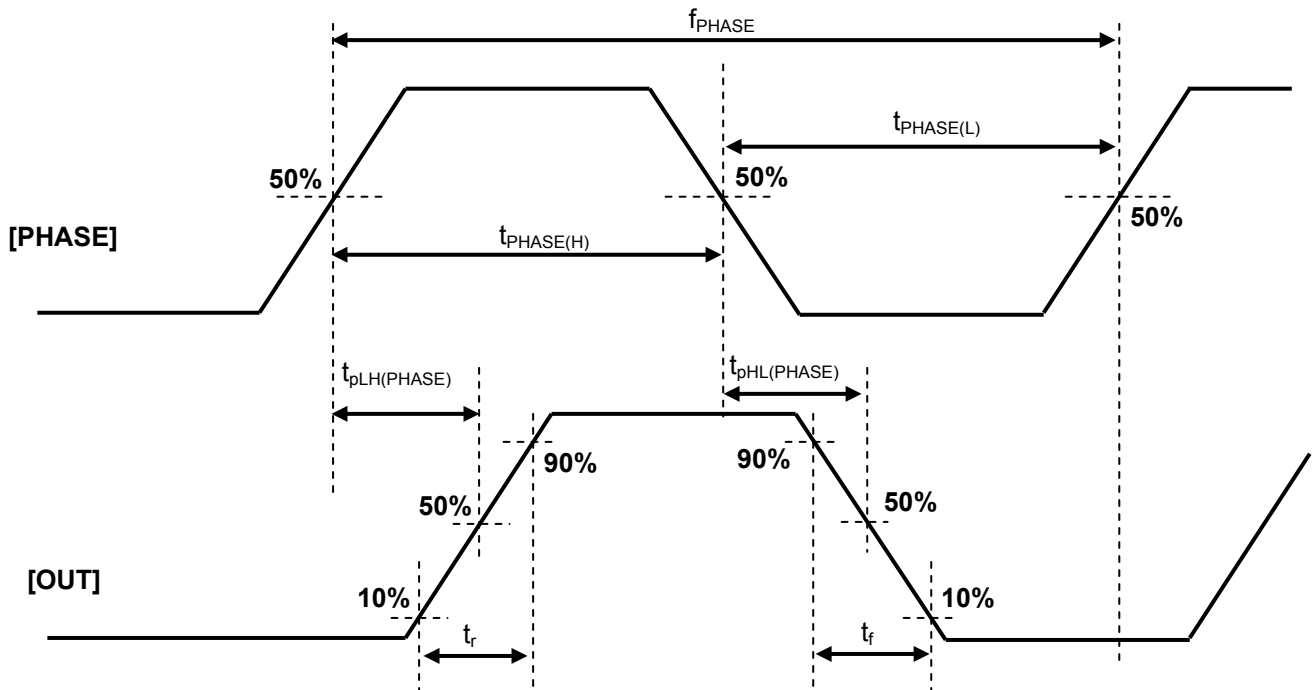 fPHASE
tPHASE(L)
50%
50%
50%
[PHASE]
tPHASE(H)
tpLH(PHASE)
tpHL(PHASE)
90%
90%
50%
50%
[OUT]
10%
10%
tr
tf